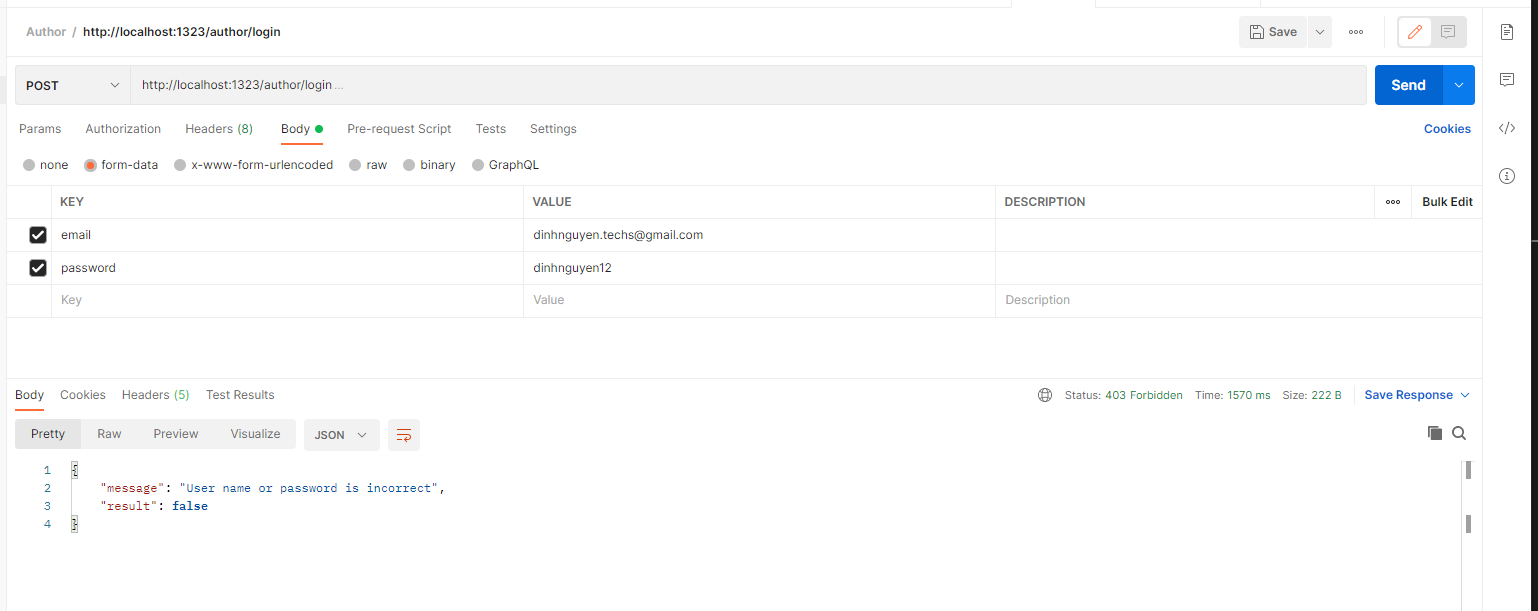 Author / http://localhost:1323/author/login
Save
POST
http://localhost:1323/author/login ...
Send
Params Authorization Headers (8) Body Pre-request Script Tests Settings
Cookies
none form-data x-www-form-urlencoded raw binary GraphQL
KEY VALUE DESCRIPTION Bulk Edit
email dinhnguyen.techs@gmail.com
password dinhnguyen12
Key Value Description
Body Cookies Headers (5) Test Results
Status: 403 Forbidden Time: 1570 ms Size: 222 B Save Response
Pretty Raw Preview Visualize JSON
1 {
2 "message": "User name or password is incorrect",
3 "result": false
4 }